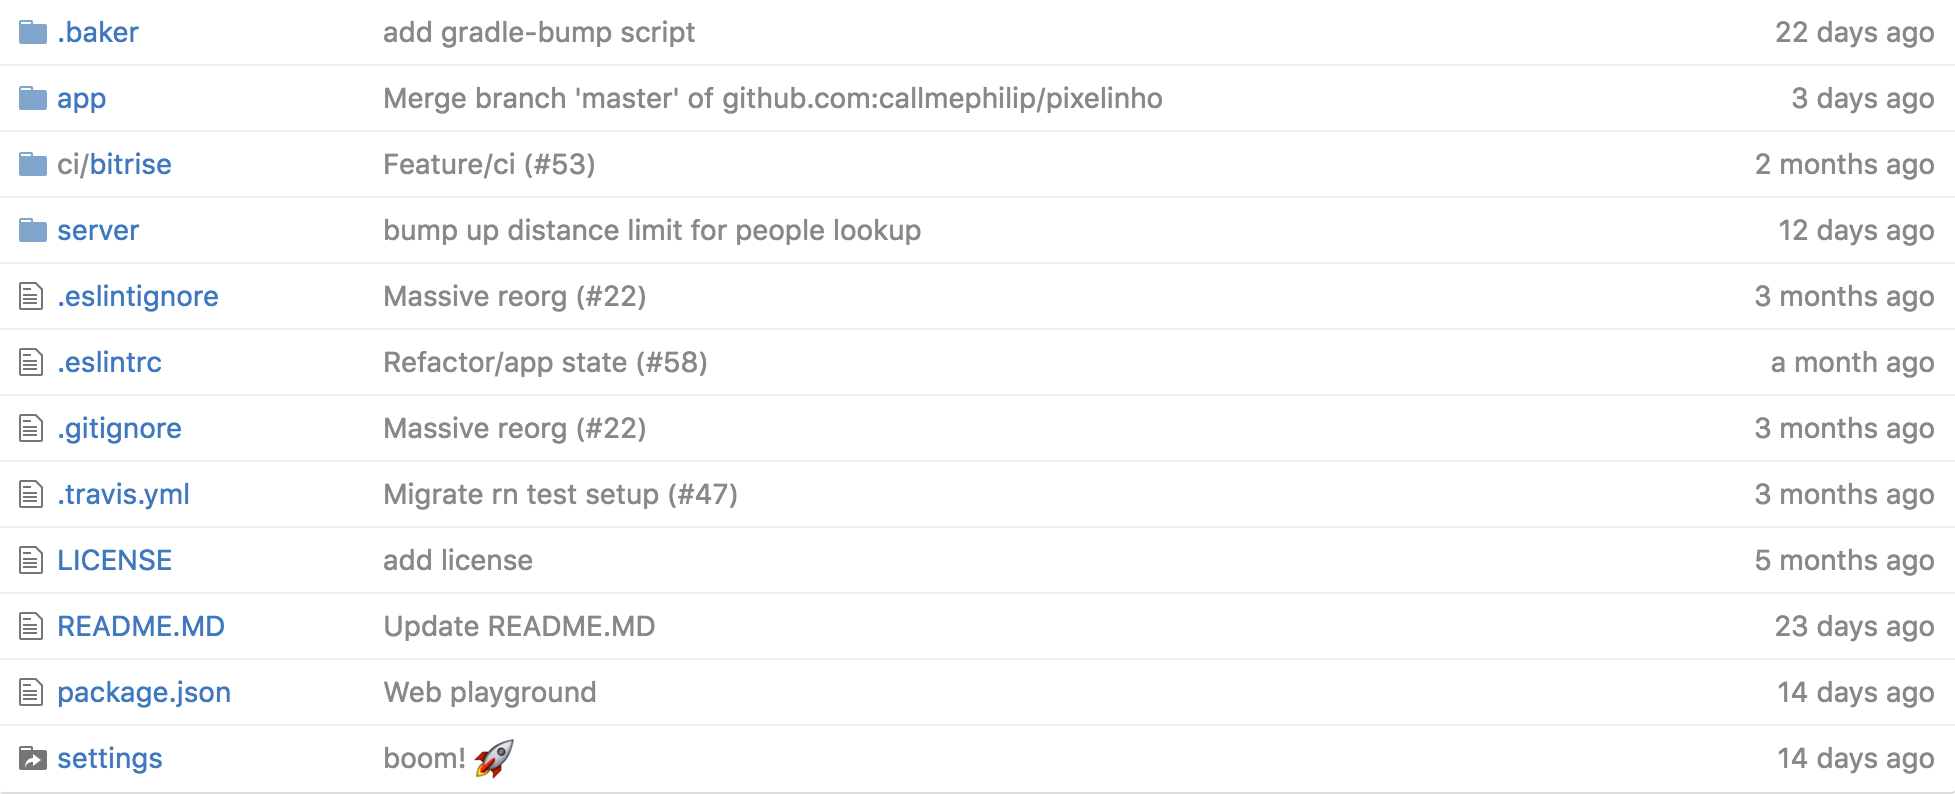 .baker add gradle-bump script 22 days ago
app Merge branch 'master' of github.com:callmephilip/pixelinho 3 days ago
ci/bitrise Feature/ci (#53) 2 months ago
server bump up distance limit for people lookup 12 days ago
.eslintignore Massive reorg (#22) 3 months ago
.eslintrc Refactor/app state (#58) a month ago
.gitignore Massive reorg (#22) 3 months ago
.travis.yml Migrate rn test setup (#47) 3 months ago
LICENSE add license 5 months ago
README.MD Update README.MD 23 days ago
package.json Web playground 14 days ago
settings boom! 🚀 14 days ago